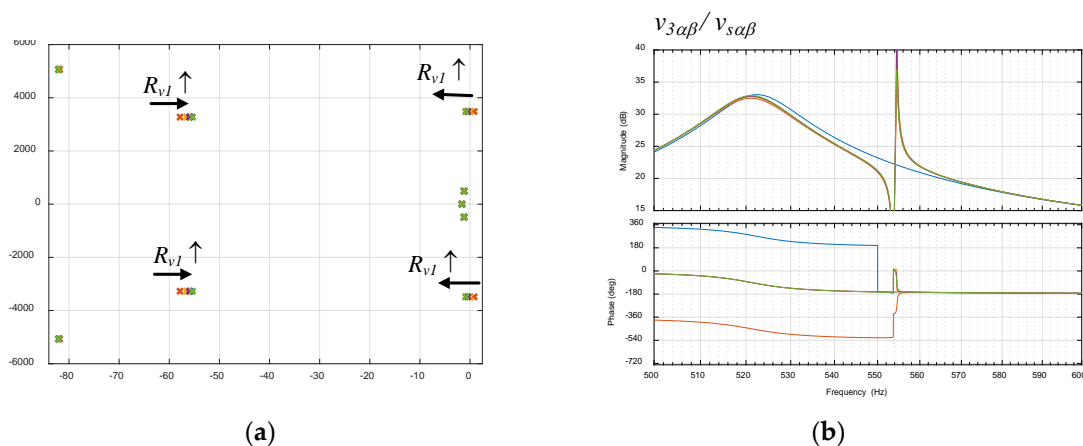 v3αβ/ vsαβ
6000
4000
2000
0
-2000
-4000
-6000
-80 -70 -60 -50 -40 -30 -20 -10 0
Rv1 ↑
Rv1 ↑
Rv1 ↑
Rv1 ↑
40
35
30
25
20
15
Magnitude (dB)
360
180
0
-180
-360
-540
-720
Phase (deg)
500 510 520 530 540 550 560 570 580 590 600
Frequency (Hz)
(a)
(b)